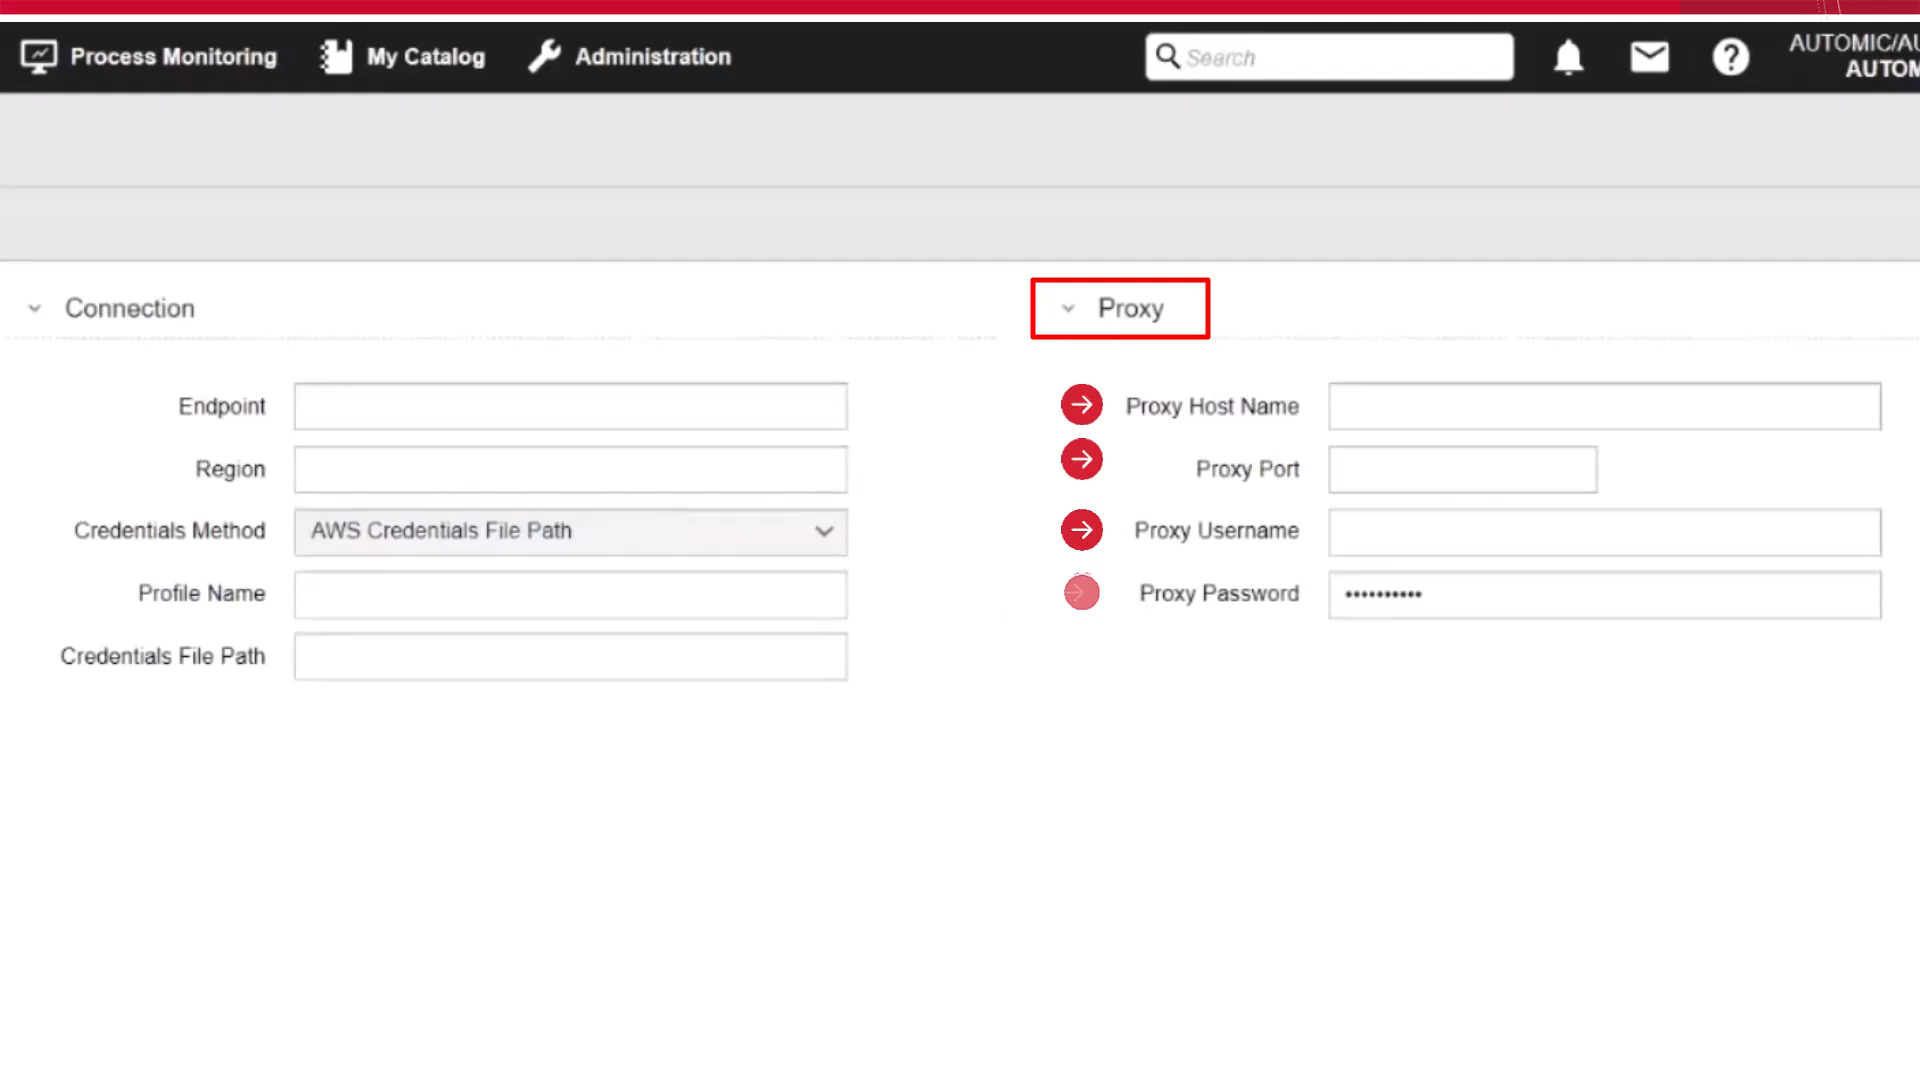 Process Monitoring
My Catalog
Administration
Search
AUTOMIC/AU
AUTOM
Connection
Endpoint
Region
Credentials Method
AWS Credentials File Path
Profile Name
Credentials File Path
Proxy
Proxy Host Name
Proxy Port
Proxy Username
Proxy Password
••••••••••